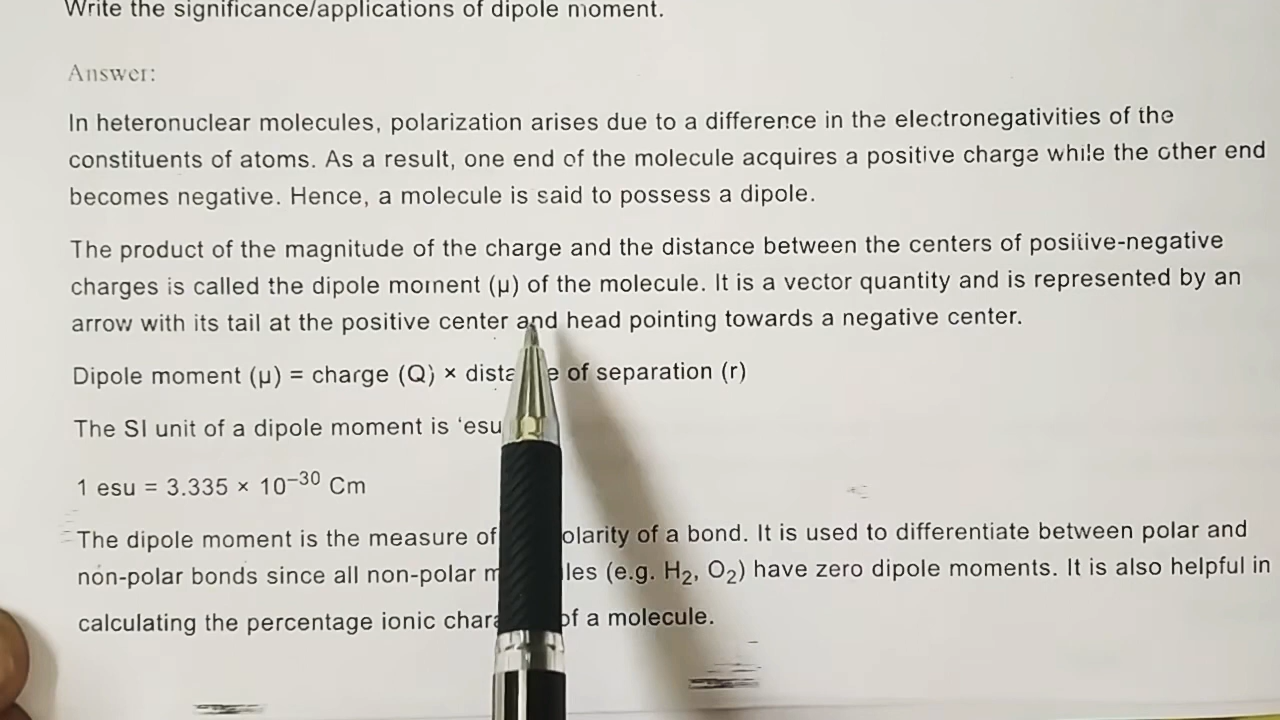 Write the significance/applications of dipole moment.
Answer:
In heteronuclear molecules, polarization arises due to a difference in the electronegativities of the
constituents of atoms. As a result, one end of the molecule acquires a positive charge while the other end
becomes negative. Hence, a molecule is said to possess a dipole.
The product of the magnitude of the charge and the distance between the centers of positive-negative
charges is called the dipole moment (μ) of the molecule. It is a vector quantity and is represented by an
arrow with its tail at the positive center and head pointing towards a negative center.
Dipole moment (μ) = charge (Q) × of separation (r)
The SI unit of a dipole moment is 'esu
1 esu = 3.335 × 10⁻³⁰ Cm
The dipole moment is the measure of of a bond. It is used to differentiate between polar and
non-polar bonds since all non-polar (e.g. H₂, O₂) have zero dipole moments. It is also helpful in
calculating the percentage ionic of a molecule.